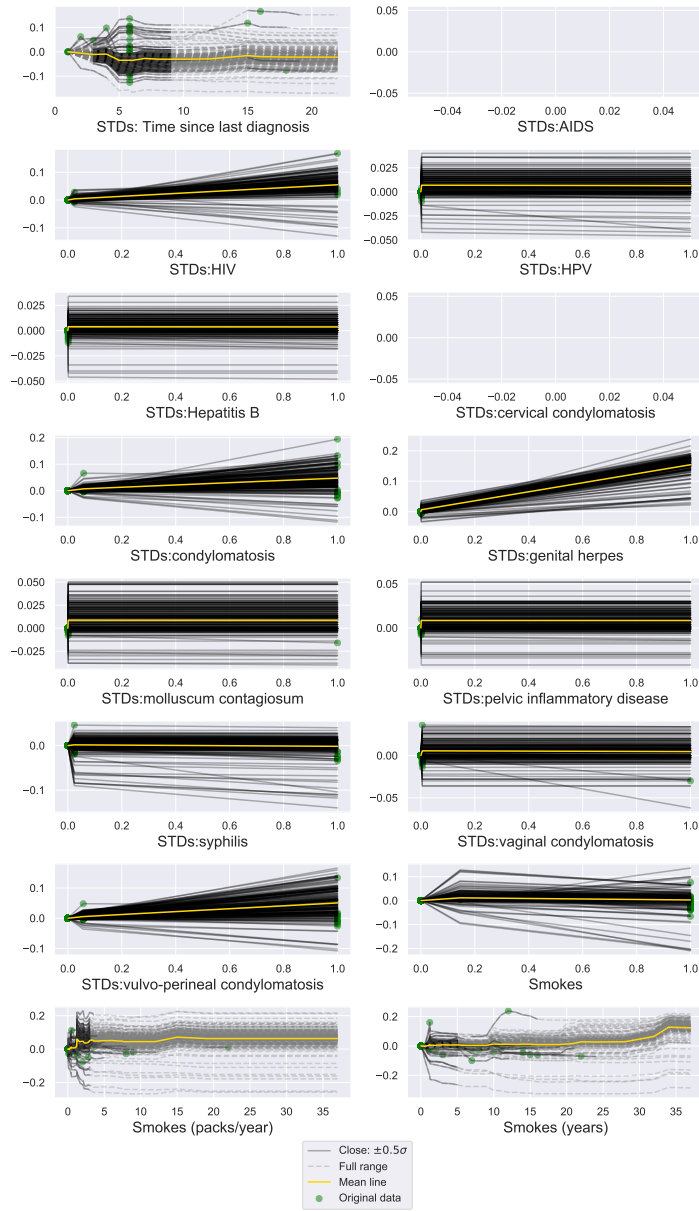 0.1
0.0
−0.1
0 5 10 15 20
STDs: Time since last diagnosis
0.05
0.00
−0.05
−0.04 −0.02 0.00 0.02 0.04
STDs:AIDS
0.1
0.0
−0.1
0.0 0.2 0.4 0.6 0.8 1.0
STDs:HIV
0.025
0.000
−0.025
−0.050
0.0 0.2 0.4 0.6 0.8 1.0
STDs:HPV
0.025
0.000
−0.025
−0.050
0.0 0.2 0.4 0.6 0.8 1.0
STDs:Hepatitis B
0.05
0.00
−0.05
−0.04 −0.02 0.00 0.02 0.04
STDs:cervical condylomatosis
0.2
0.1
0.0
−0.1
0.0 0.2 0.4 0.6 0.8 1.0
STDs:condylomatosis
0.2
0.1
0.0
0.0 0.2 0.4 0.6 0.8 1.0
STDs:genital herpes
0.050
0.025
0.000
−0.025
0.0 0.2 0.4 0.6 0.8 1.0
STDs:molluscum contagiosum
0.05
0.00
0.0 0.2 0.4 0.6 0.8 1.0
STDs:pelvic inflammatory disease
0.0
−0.1
0.0 0.2 0.4 0.6 0.8 1.0
STDs:syphilis
0.00
−0.05
0.0 0.2 0.4 0.6 0.8 1.0
STDs:vaginal condylomatosis
0.1
0.0
−0.1
0.0 0.2 0.4 0.6 0.8 1.0
STDs:vulvo-perineal condylomatosis
0.1
0.0
−0.1
−0.2
0.0 0.2 0.4 0.6 0.8 1.0
Smokes
0.2
0.0
−0.2
0 5 10 15 20 25 30 35
Smokes (packs/year)
0.2
0.0
−0.2
0 5 10 15 20 25 30 35
Smokes (years)
Close: ±0.5σ
Full range
Mean line
Original data